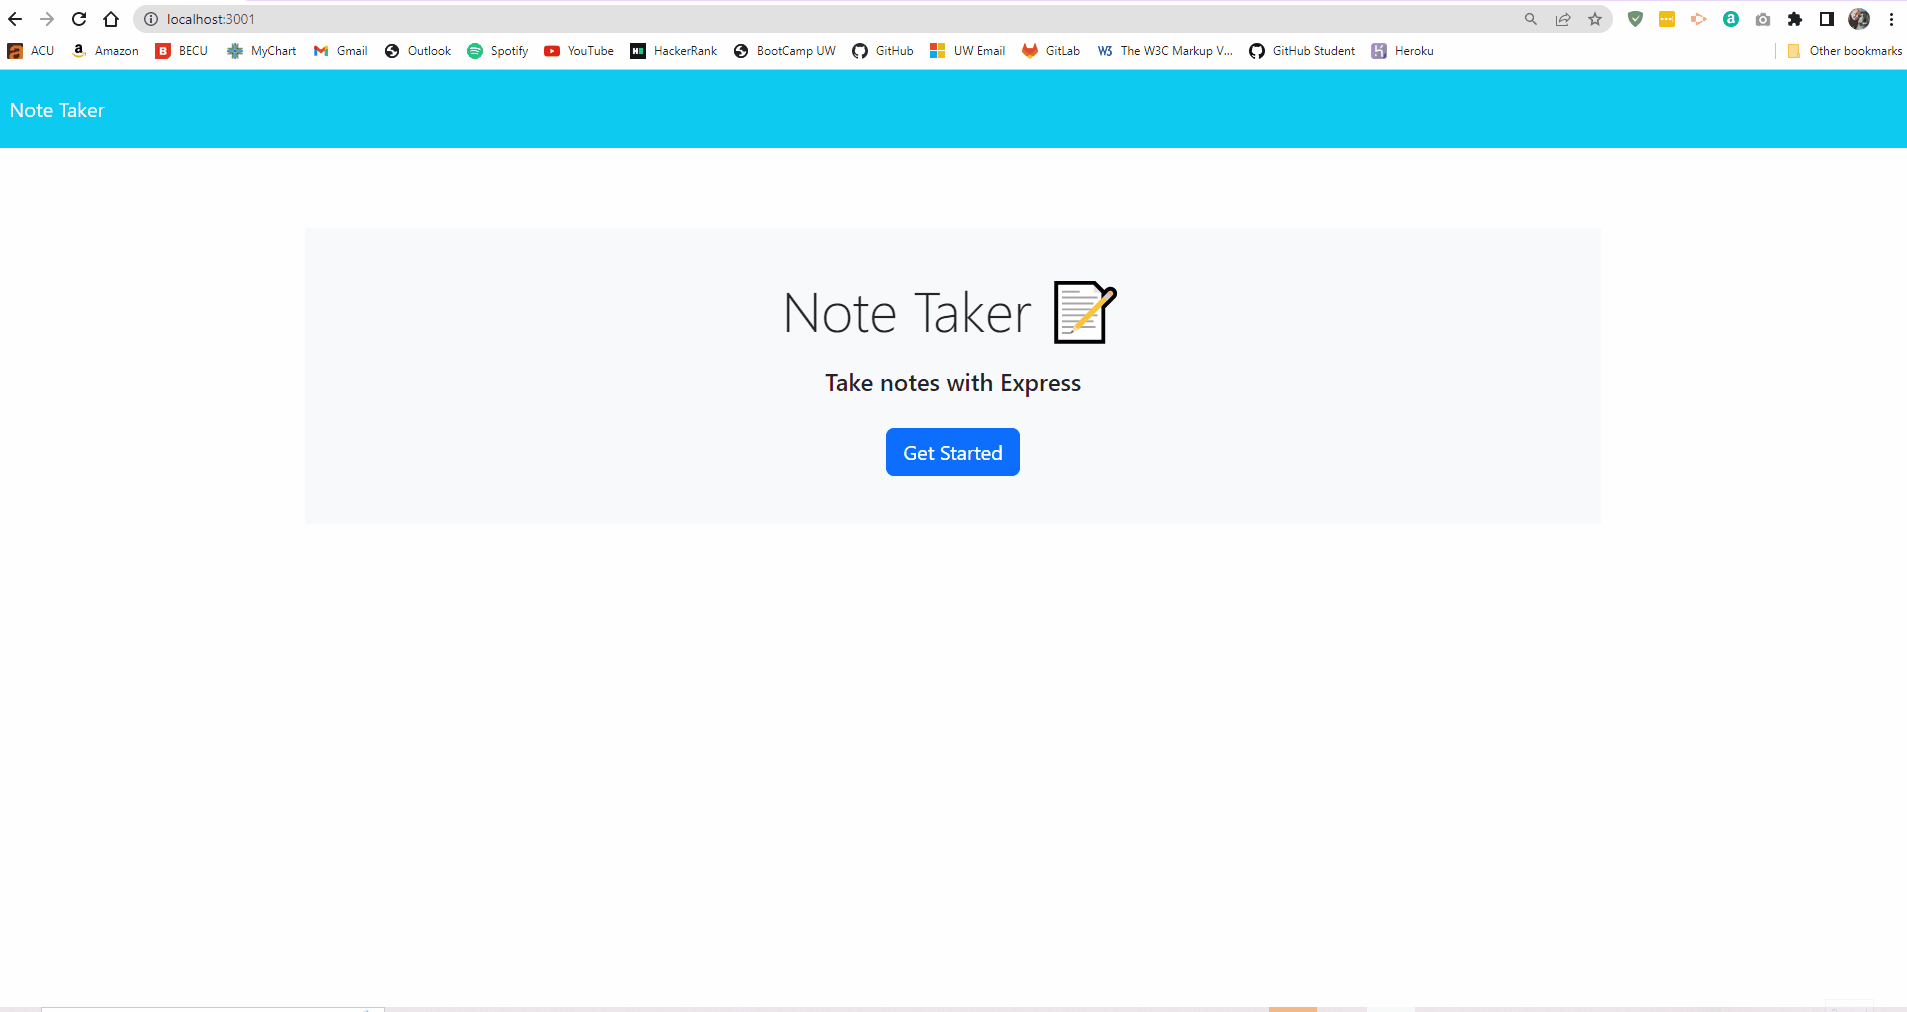 localhost:3001
ACU Amazon BECU MyChart Gmail Outlook Spotify YouTube HackerRank BootCamp UW GitHub UW Email GitLab The W3C Markup V... GitHub Student Heroku Other bookmarks
Note Taker
Note Taker
Take notes with Express
Get Started